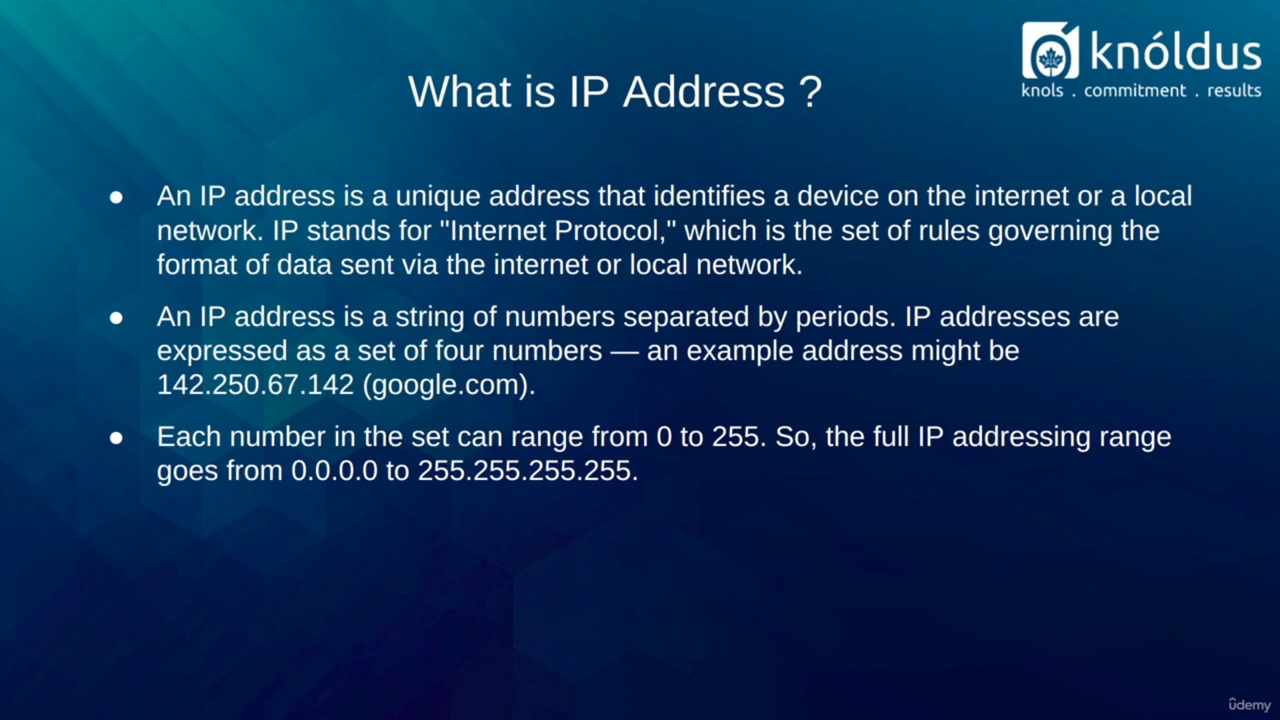 knóldus
knols . commitment . results
What is IP Address ?
● An IP address is a unique address that identifies a device on the internet or a local
network. IP stands for "Internet Protocol," which is the set of rules governing the
format of data sent via the internet or local network.
● An IP address is a string of numbers separated by periods. IP addresses are
expressed as a set of four numbers — an example address might be
142.250.67.142 (google.com).
● Each number in the set can range from 0 to 255. So, the full IP addressing range
goes from 0.0.0.0 to 255.255.255.255.
ûdemy